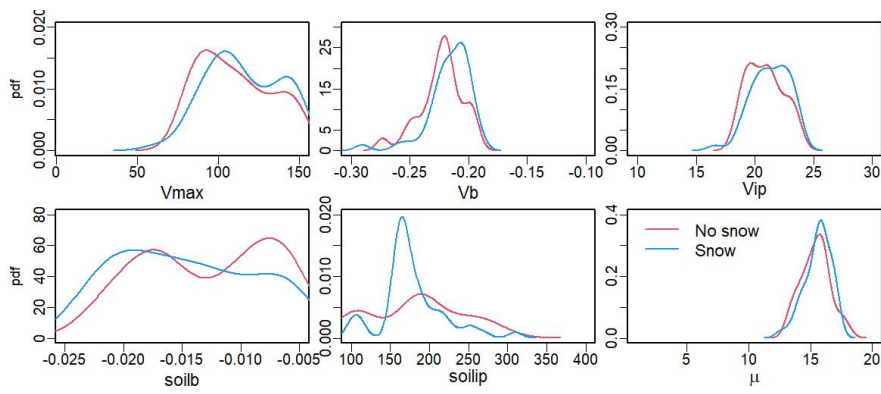 0.020
0.010
0.000
pdf
0 50 100 150
Vmax
25
15
5
0
-0.30 -0.25 -0.20 -0.15 -0.10
Vb
0.30
0.15
0.00
10 15 20 25 30
Vip
80
60
40
20
0
pdf
-0.025 -0.020 -0.015 -0.010 -0.005
soilb
0.020
0.010
0.000
100 150 200 250 300 350 400
soilip
0.4
0.2
0.0
No snow
Snow
5 10 15 20
μ